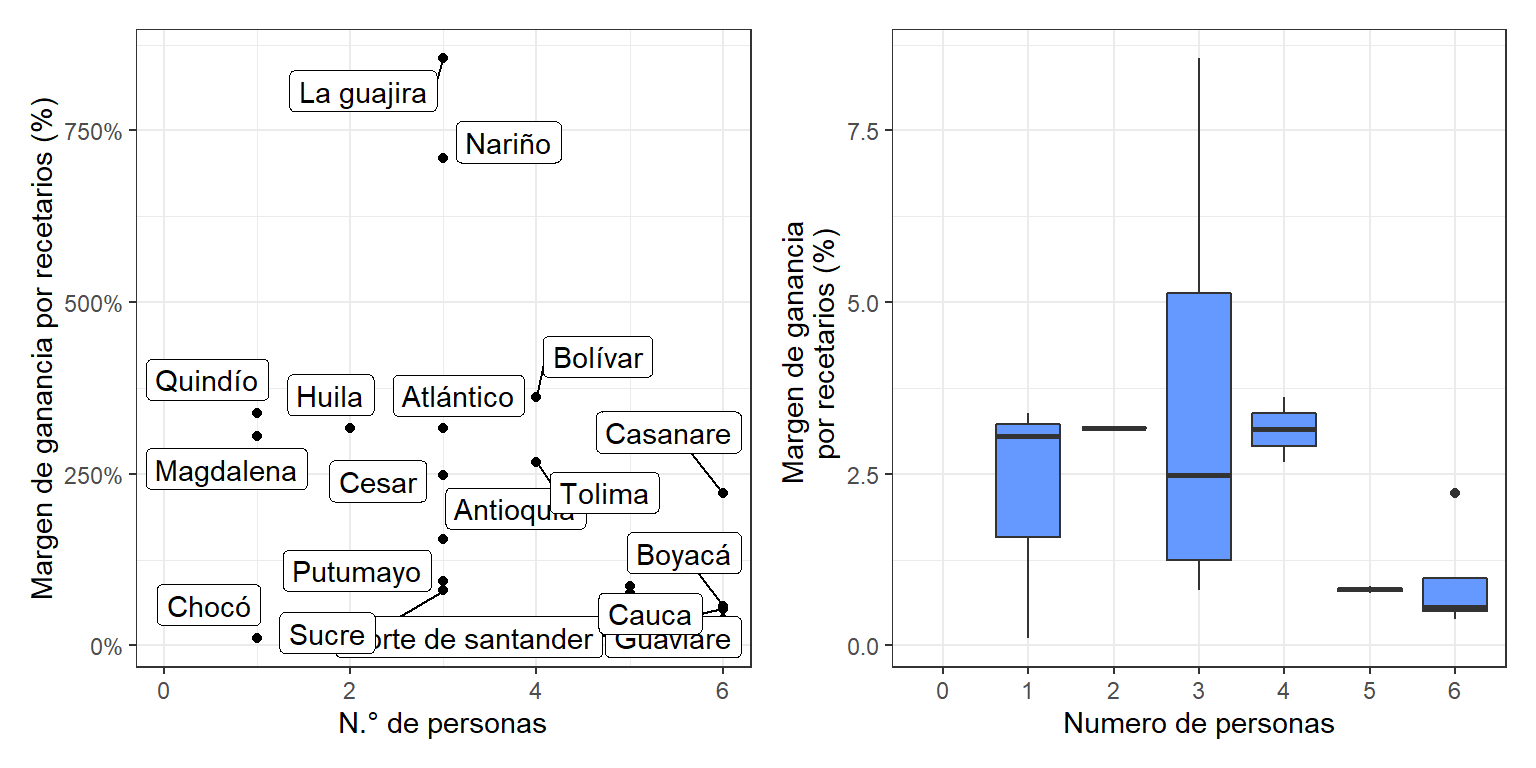 Margen de ganancia por recetarios (%)
750%
500%
250%
0%
La guajira
Nariño
Bolívar
Quindío
Huila
Atlántico
Casanare
Magdalena
Cesar
Tolima
Antioquia
Boyacá
Putumayo
Chocó
Cauca
Sucre
orte de santander
Guaviare
0 2 4 6
N.° de personas
Margen de ganancia
por recetarios (%)
7.5
5.0
2.5
0.0
0 1 2 3 4 5 6
Numero de personas